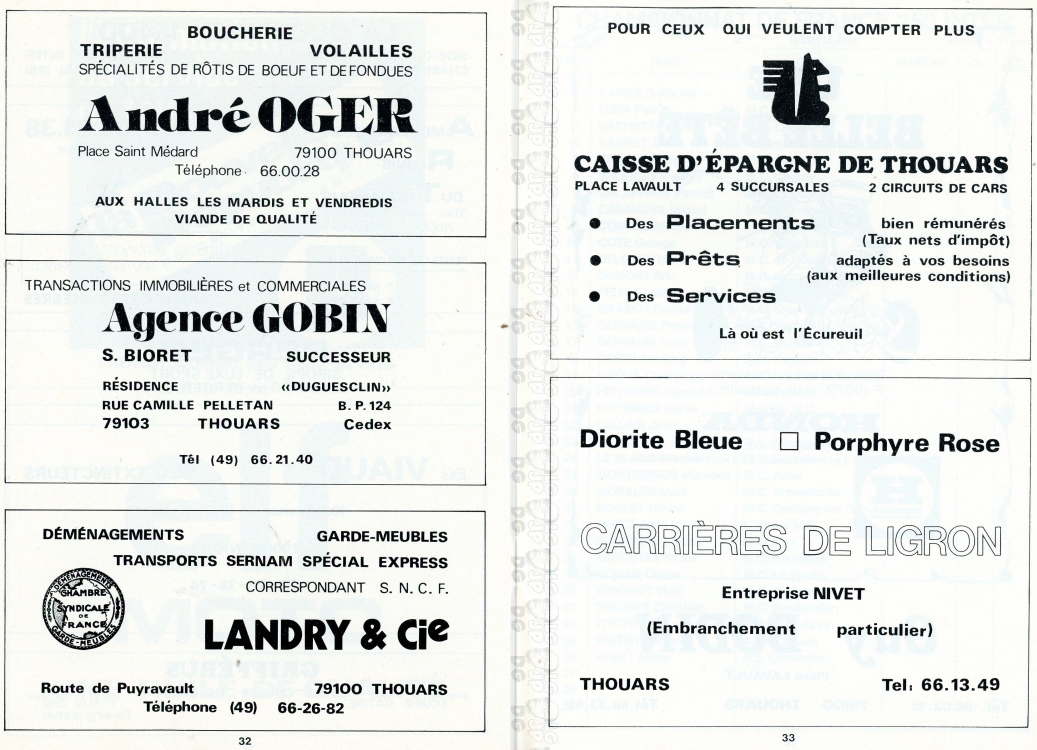 BOUCHERIE
TRIPERIE VOLAILLES
SPÉCIALITÉS DE RÔTIS DE BOEUF ET DE FONDUES
André OGER
Place Saint Médard 79100 THOUARS
Téléphone 66.00.28
AUX HALLES LES MARDIS ET VENDREDIS
VIANDE DE QUALITÉ
TRANSACTIONS IMMOBILIÈRES et COMMERCIALES
Agence GOBIN
S. BIORET SUCCESSEUR
RÉSIDENCE «DUGUESCLIN»
RUE CAMILLE PELLETAN B. P. 124
79103 THOUARS Cedex
Tél (49) 66.21.40
DÉMÉNAGEMENTS GARDE-MEUBLES
TRANSPORTS SERNAM SPÉCIAL EXPRESS
CORRESPONDANT S. N. C. F.
DÉMÉNAGEMENTS
CHAMBRE
SYNDICALE
DE
FRANCE
GARDE-MEUBLES
LANDRY & Cie
Route de Puyravault 79100 THOUARS
Téléphone (49) 66-26-82
32
POUR CEUX QUI VEULENT COMPTER PLUS
CAISSE D'ÉPARGNE DE THOUARS
PLACE LAVAULT 4 SUCCURSALES 2 CIRCUITS DE CARS
● Des Placements bien rémunérés
(Taux nets d'impôt)
● Des Prêts adaptés à vos besoins
(aux meilleures conditions)
● Des Services
Là où est l'Écureuil
Diorite Bleue □ Porphyre Rose
CARRIÈRES DE LIGRON
Entreprise NIVET
(Embranchement particulier)
THOUARS Tel: 66.13.49
33